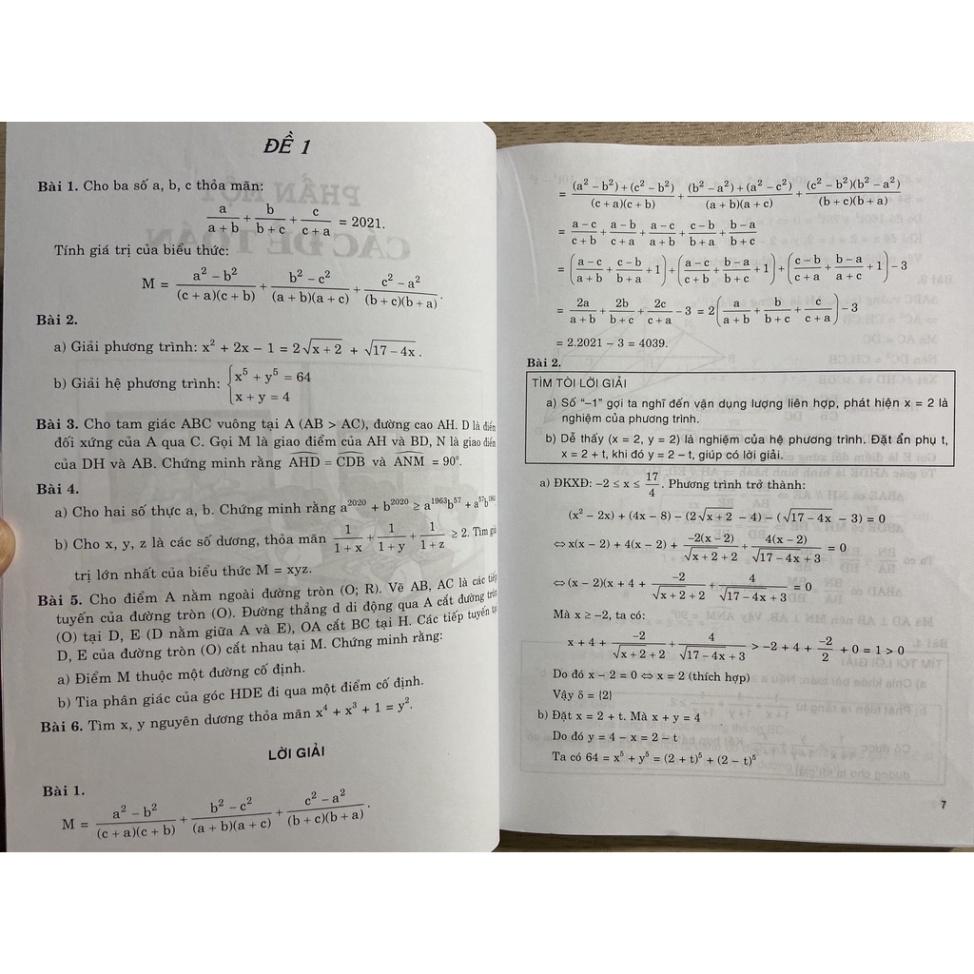 ĐỀ 1
Bài 1. Cho ba số a, b, c thỏa mãn:
a/(a + b) + b/(b + c) + c/(c + a) = 2021.
Tính giá trị của biểu thức:
M = (a² – b²)/((c + a)(c + b)) + (b² – c²)/((a + b)(a + c)) + (c² – a²)/((b + c)(b + a)).
Bài 2.
a) Giải phương trình: x² + 2x – 1 = 2√(x + 2) + √(17 – 4x).
b) Giải hệ phương trình: { x⁵ + y⁵ = 64
x + y = 4
Bài 3. Cho tam giác ABC vuông tại A (AB > AC), đường cao AH. D là điểm
đối xứng của A qua C. Gọi M là giao điểm của AH và BD, N là giao điểm
của DH và AB. Chứng minh rằng AHD = CDB và ANM = 90°.
Bài 4.
a) Cho hai số thực a, b. Chứng minh rằng a²⁰²⁰ + b²⁰²⁰ ≥ a¹⁹⁶³b⁵⁷ + a⁵⁷b
b) Cho x, y, z là các số dương, thỏa mãn 1/(1 + x) + 1/(1 + y) + 1/(1 + z) ≥ 2. Tìm
trị lớn nhất của biểu thức M = xyz.
Bài 5. Cho điểm A nằm ngoài đường tròn (O; R). Vẽ AB, AC là các tiếp
tuyến của đường tròn (O). Đường thẳng d di động qua A cắt đường tròn
(O) tại D, E (D nằm giữa A và E), OA cắt BC tại H. Các tiếp tuyến
D, E của đường tròn (O) cắt nhau tại M. Chứng minh rằng:
a) Điểm M thuộc một đường cố định.
b) Tia phân giác của góc HDE đi qua một điểm cố định.
Bài 6. Tìm x, y nguyên dương thỏa mãn x⁴ + x³ + 1 = y².
LỜI GIẢI
Bài 1.
M = (a² – b²)/((c + a)(c + b)) + (b² – c²)/((a + b)(a + c)) + (c² – a²)/((b + c)(b + a)).
= ((a² – b²) + (c² – b²))/((c + a)(c + b)) + ((b² – a²) + (a² – c²))/((a + b)(a + c)) + ((c² – b²)(b² – a²))/((b + c)(b + a))
= (a – c)/(c + b) + (a – b)/(c + a) + (a – c)/(a + b) + (c – b)/(b + a) + (b – a)/(b + c)
= ((a – c)/(a + b) + (c – b)/(b + a) + 1) + ((a – c)/(c + b) + (b – a)/(b + c) + 1) + ((c – b)/(a + c) + (b – a)/(a + c) + 1) – 3
= 2a/(a + b) + 2b/(b + c) + 2c/(c + a) – 3 = 2(a/(a + b) + b/(b + c) + c/(c + a)) – 3
= 2.2021 – 3 = 4039.
Bài 2.
TÌM TÒI LỜI GIẢI
a) Số “–1” gợi ta nghĩ đến vận dụng lượng liên hợp, phát hiện x = 2 là
nghiệm của phương trình.
b) Dễ thấy (x = 2, y = 2) là nghiệm của hệ phương trình. Đặt ẩn phụ t,
x = 2 + t, khi đó y = 2 – t, giúp có lời giải.
a) ĐKXĐ: –2 ≤ x ≤ 17/4. Phương trình trở thành:
(x² – 2x) + (4x – 8) – (2√(x + 2) – 4) – (√(17 – 4x) – 3) = 0
⇔ x(x – 2) + 4(x – 2) + –2(x – 2)/(√(x + 2) + 2) + 4(x – 2)/(√(17 – 4x) + 3) = 0
⇔ (x – 2)(x + 4 + –2/(√(x + 2) + 2) + 4/(√(17 – 4x) + 3) = 0
Mà x ≥ –2, ta có:
x + 4 + –2/(√(x + 2) + 2) + 4/(√(17 – 4x) + 3) > –2 + 4 + –2/2 + 0 = 1 > 0
Do đó x – 2 = 0 ⇔ x = 2 (thích hợp)
Vậy δ = {2}
b) Đặt x = 2 + t. Mà x + y = 4
Do đó y = 4 – x = 2 – t
Ta có 64 = x⁵ + y⁵ = (2 + t)⁵ + (2 – t)⁵
7